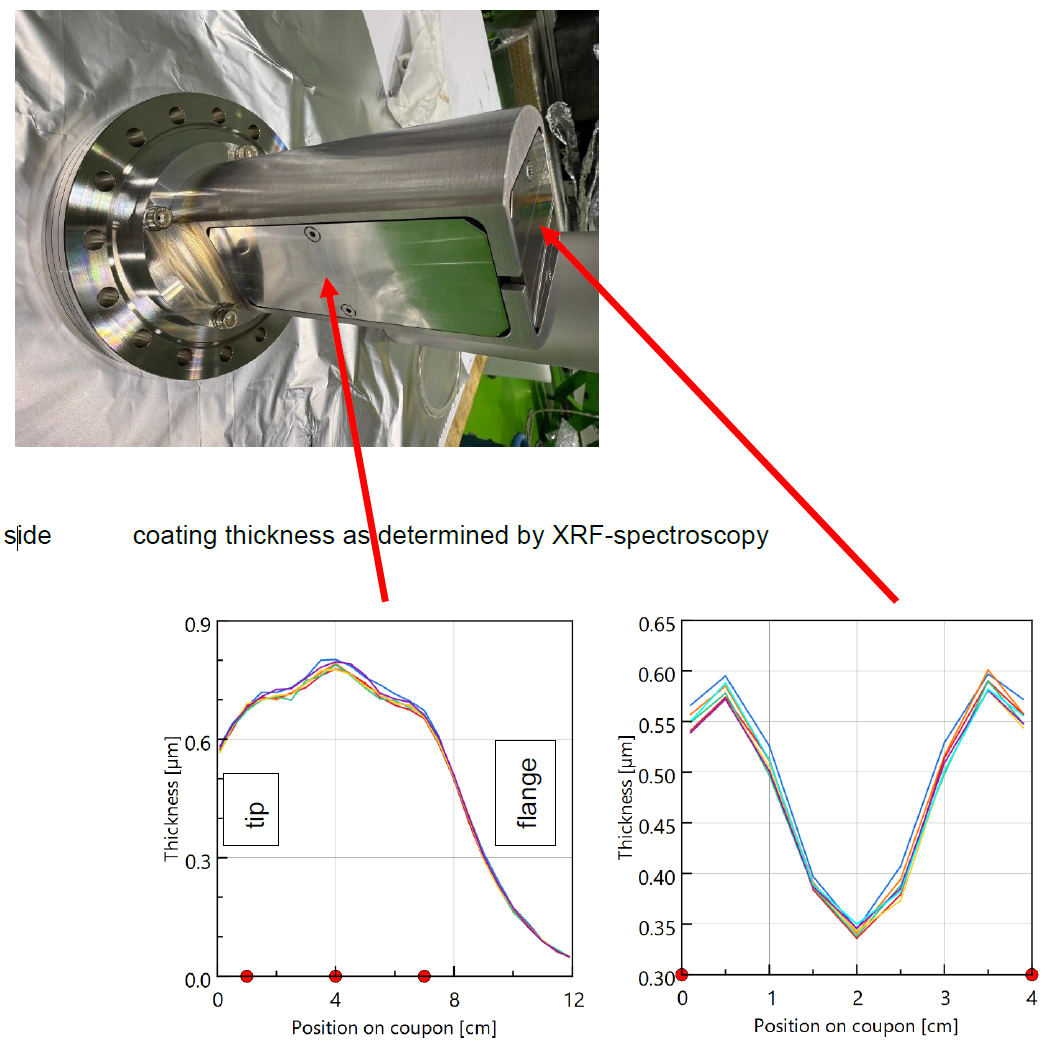 side coating thickness as determined by XRF-spectroscopy
0.9
0.6
0.3
0.0
Thickness [µm]
tip
flange
0 4 8 12
Position on coupon [cm]
0.65
0.60
0.55
0.50
0.45
0.40
0.35
0.30
Thickness [µm]
0 1 2 3 4
Position on coupon [cm]